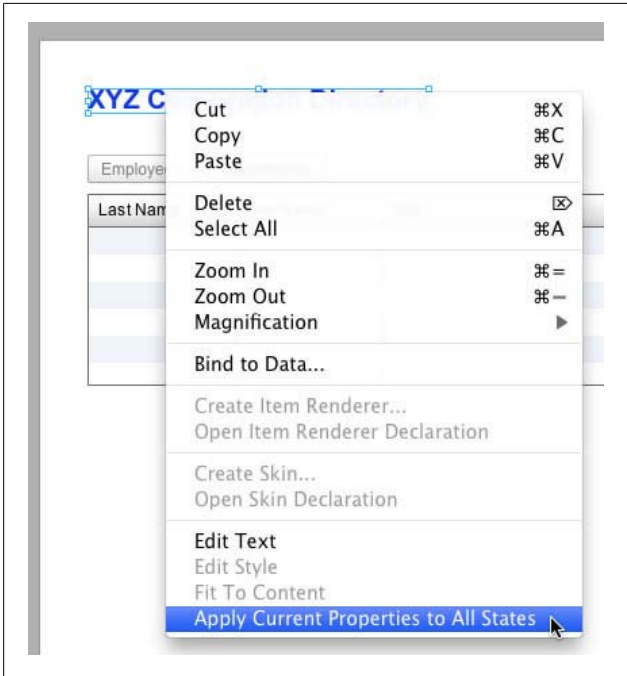 XYZ C
Employe
Last Nam
Cut ⌘X
Copy ⌘C
Paste ⌘V
Delete ⌦
Select All ⌘A
Zoom In ⌘=
Zoom Out ⌘−
Magnification ▶
Bind to Data...
Create Item Renderer...
Open Item Renderer Declaration
Create Skin...
Open Skin Declaration
Edit Text
Edit Style
Fit To Content
Apply Current Properties to All States